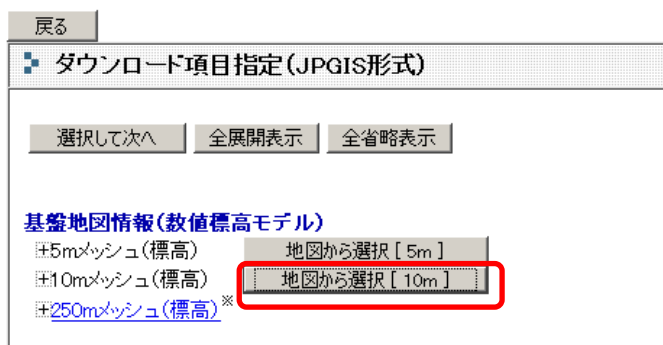 戻る
ダウンロード項目指定(JPGIS形式)
選択して次へ 全展開表示 全省略表示
基盤地図情報(数値標高モデル)
5mメッシュ(標高) 地図から選択 [ 5m ]
10mメッシュ(標高) 地図から選択 [ 10m ]
250mメッシュ(標高)※